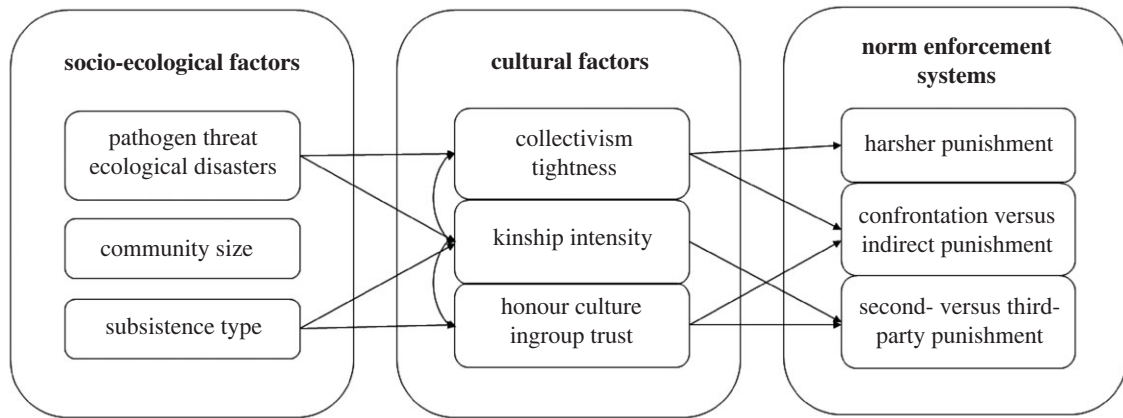 socio-ecological factors
pathogen threat
ecological disasters
community size
subsistence type
cultural factors
collectivism
tightness
kinship intensity
honour culture
ingroup trust
norm enforcement
systems
harsher punishment
confrontation versus
indirect punishment
second- versus third-
party punishment